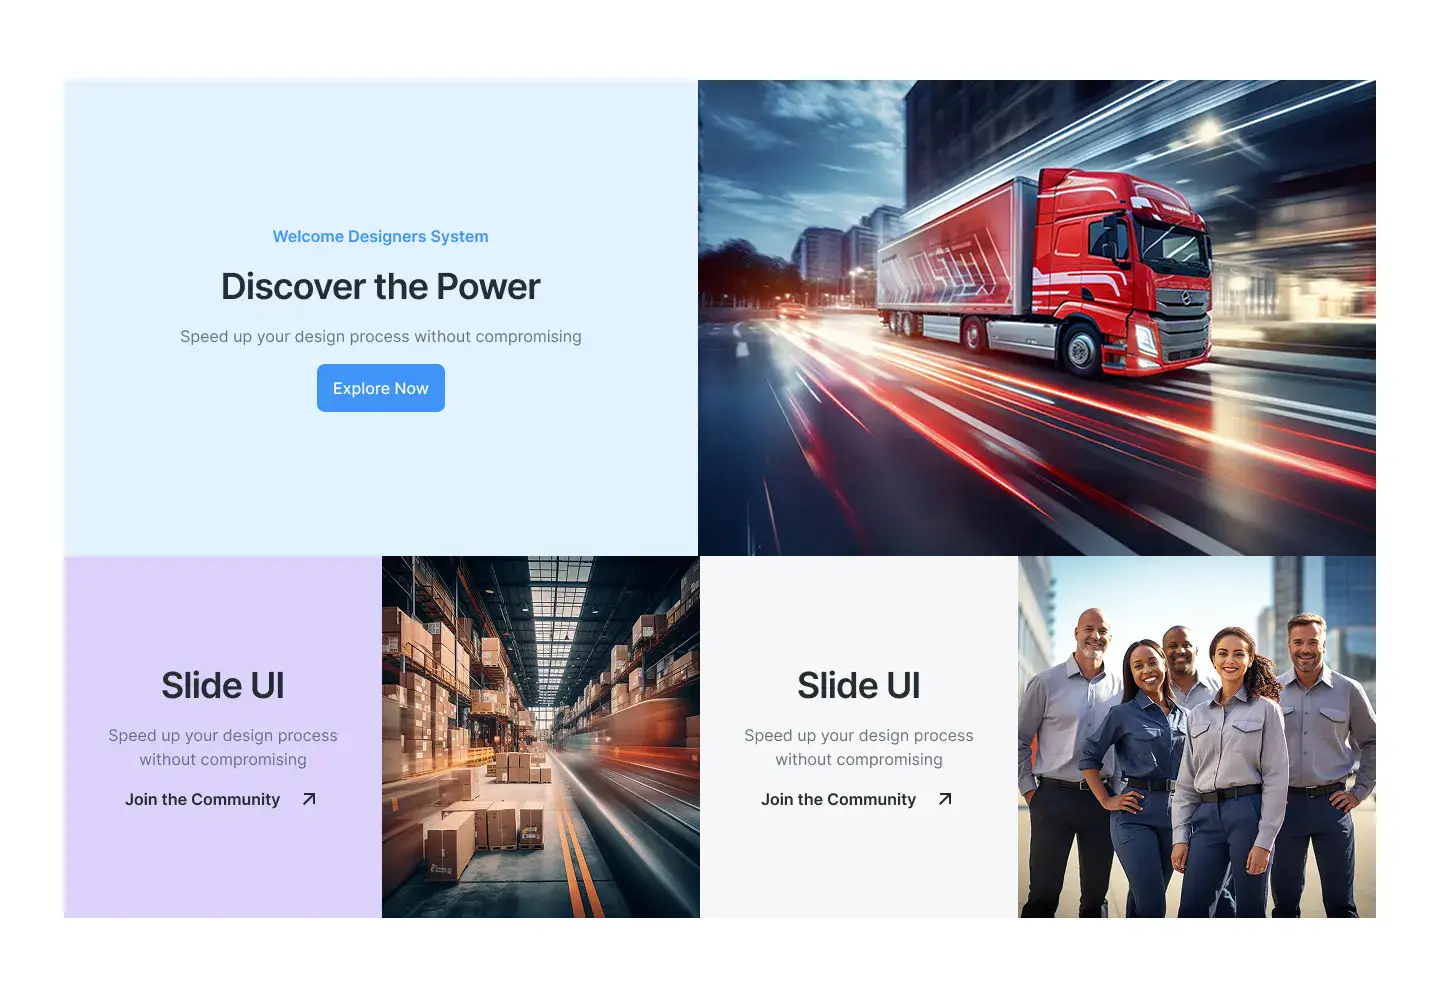 Welcome Designers System
Discover the Power
Speed up your design process without compromising
Explore Now
Slide UI
Speed up your design process
without compromising
Join the Community
Slide UI
Speed up your design process
without compromising
Join the Community